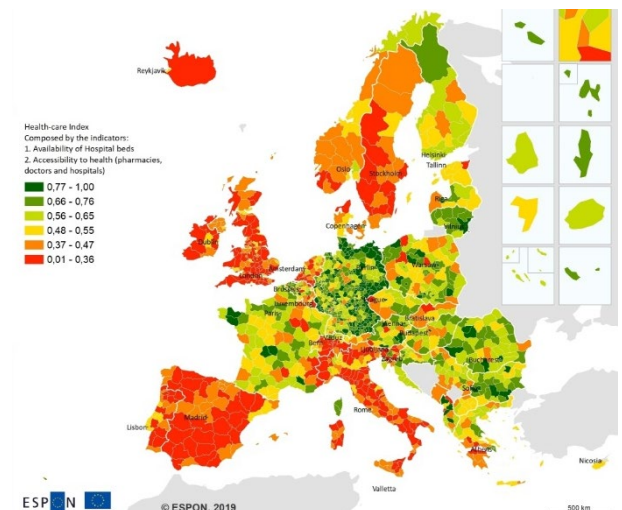 Reykjavik
Health-care Index
Composed by the indicators:
1. Availability of Hospital beds
2. Accessibility to health (pharmacies,
doctors and hospitals)
0,77 - 1,00
0,66 - 0,76
0,56 - 0,65
0,48 - 0,55
0,37 - 0,47
0,01 - 0,36
Oslo
Helsinki
Tallinn
Stockholm
Riga
Copenhagen
Vilnius
Dublin
London
Amsterdam
Warsaw
Brussels
Prague
Luxembourg
Paris
Bratislava
Budapest
Bern
Vaduz
Ljubljana
Zagreb
Bucharest
Sofia
Madrid
Rome
Lisbon
Athens
Valletta
Nicosia
ESPON
© ESPON, 2019
500 km